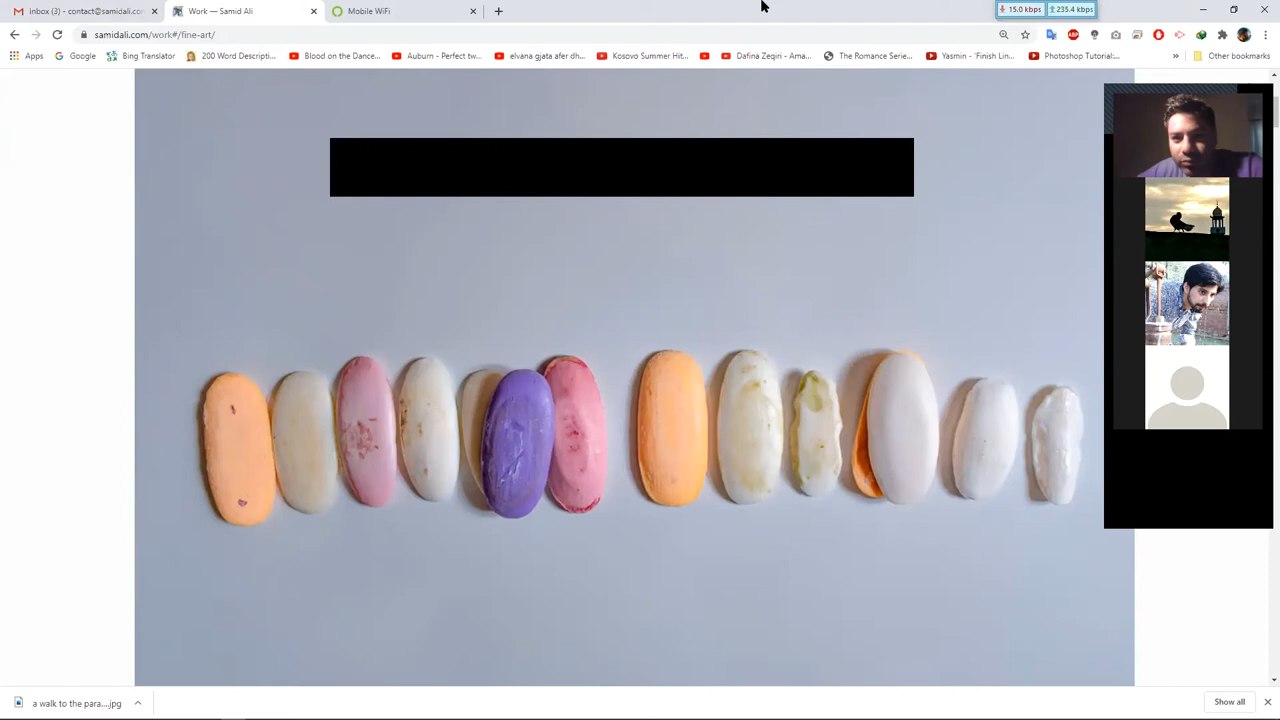 Inbox (3) - contact@samidali.com
Work — Samid Ali
Mobile WiFi
15.0 kbps
235.4 kbps
samidali.com/work#/fine-art/
Apps
Google
Bing Translator
200 Word Descripti...
Blood on the Dance...
Auburn - Perfect tw...
elvana gjata afer dh...
Kosovo Summer Hit...
Dafina Zeqiri - Ama...
The Romance Serie...
Yasmin - 'Finish Lin...
Photoshop Tutorial:...
»
Other bookmarks
ABP
a walk to the para....jpg
Show all